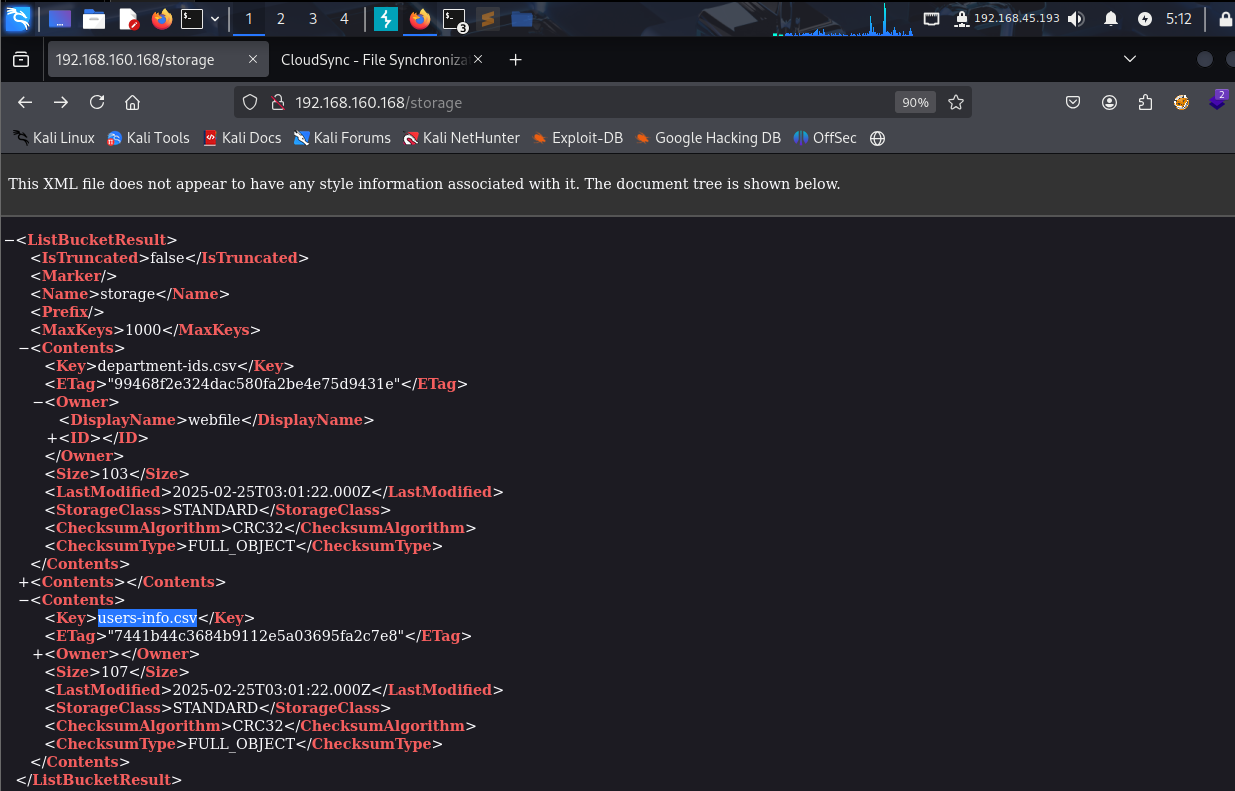 1 2 3 4 3 192.168.45.193 5:12
192.168.160.168/storage CloudSync - File Synchroniza
192.168.160.168/storage 90% 2
Kali Linux Kali Tools Kali Docs Kali Forums Kali NetHunter Exploit-DB Google Hacking DB OffSec
This XML file does not appear to have any style information associated with it. The document tree is shown below.
−<ListBucketResult>
<IsTruncated>false</IsTruncated>
<Marker/>
<Name>storage</Name>
<Prefix/>
<MaxKeys>1000</MaxKeys>
−<Contents>
<Key>department-ids.csv</Key>
<ETag>"99468f2e324dac580fa2be4e75d9431e"</ETag>
−<Owner>
<DisplayName>webfile</DisplayName>
+<ID></ID>
</Owner>
<Size>103</Size>
<LastModified>2025-02-25T03:01:22.000Z</LastModified>
<StorageClass>STANDARD</StorageClass>
<ChecksumAlgorithm>CRC32</ChecksumAlgorithm>
<ChecksumType>FULL_OBJECT</ChecksumType>
</Contents>
+<Contents></Contents>
−<Contents>
<Key>users-info.csv</Key>
<ETag>"7441b44c3684b9112e5a03695fa2c7e8"</ETag>
+<Owner></Owner>
<Size>107</Size>
<LastModified>2025-02-25T03:01:22.000Z</LastModified>
<StorageClass>STANDARD</StorageClass>
<ChecksumAlgorithm>CRC32</ChecksumAlgorithm>
<ChecksumType>FULL_OBJECT</ChecksumType>
</Contents>
</ListBucketResult>